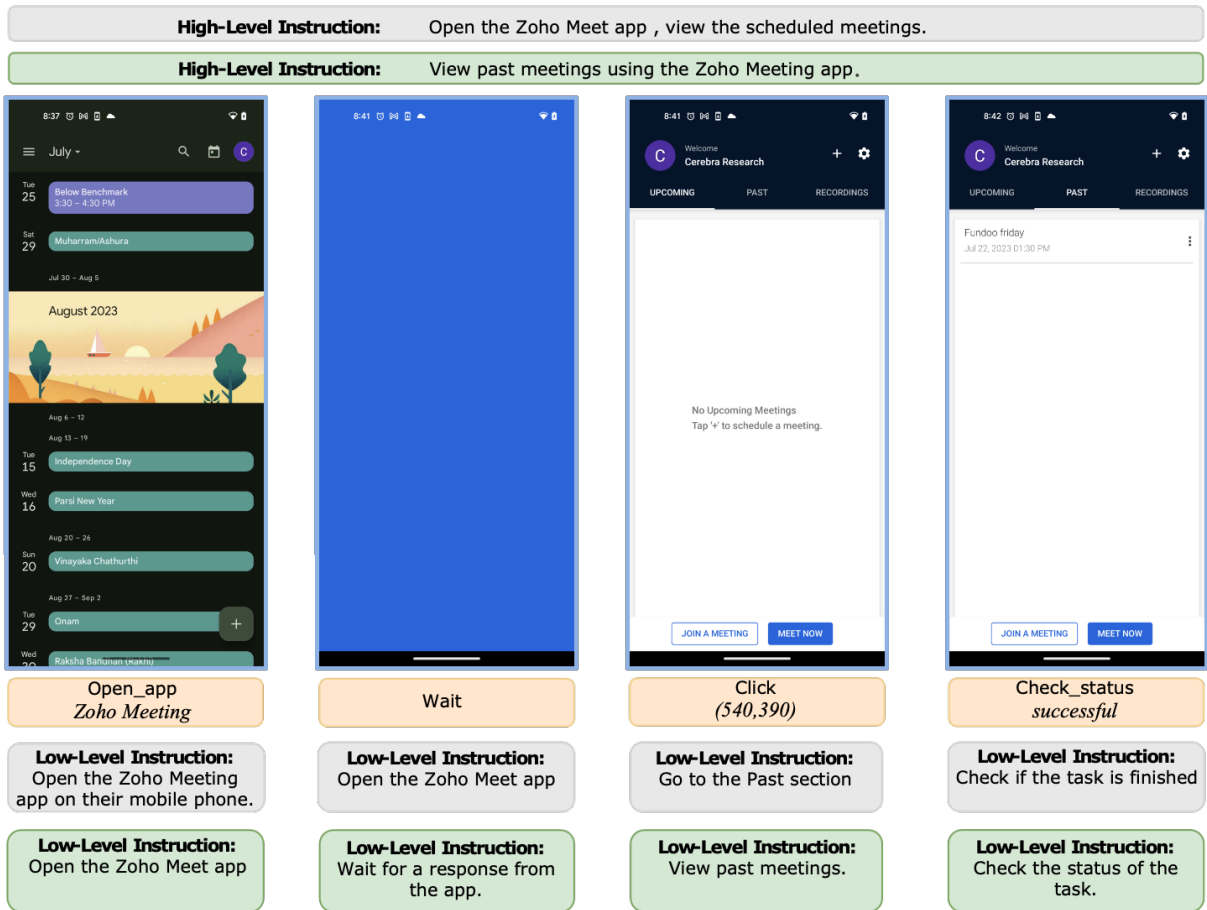 High-Level Instruction: Open the Zoho Meet app , view the scheduled meetings.
High-Level Instruction: View past meetings using the Zoho Meeting app.
8:37
July
C
Tue
25
Below Benchmark
3:30 – 4:30 PM
Sat
29
Muharram/Ashura
Jul 30 – Aug 5
August 2023
Aug 6 – 12
Aug 13 – 19
Tue
15
Independence Day
Wed
16
Parsi New Year
Aug 20 – 26
Sun
20
Vinayaka Chathurthi
Aug 27 – Sep 2
Tue
29
Onam
+
Wed
30
Raksha Bandhan (Rakhi)
8:41
8:41
C
Welcome
Cerebra Research
+
UPCOMING PAST RECORDINGS
No Upcoming Meetings
Tap '+' to schedule a meeting.
JOIN A MEETING MEET NOW
8:42
C
Welcome
Cerebra Research
+
UPCOMING PAST RECORDINGS
Fundoo friday
Jul 22, 2023 01:30 PM
JOIN A MEETING MEET NOW
Open_app
Zoho Meeting
Wait
Click
(540,390)
Check_status
successful
Low-Level Instruction:
Open the Zoho Meeting
app on their mobile phone.
Low-Level Instruction:
Open the Zoho Meet app
Low-Level Instruction:
Go to the Past section
Low-Level Instruction:
Check if the task is finished
Low-Level Instruction:
Open the Zoho Meet app
Low-Level Instruction:
Wait for a response from
the app.
Low-Level Instruction:
View past meetings.
Low-Level Instruction:
Check the status of the
task.